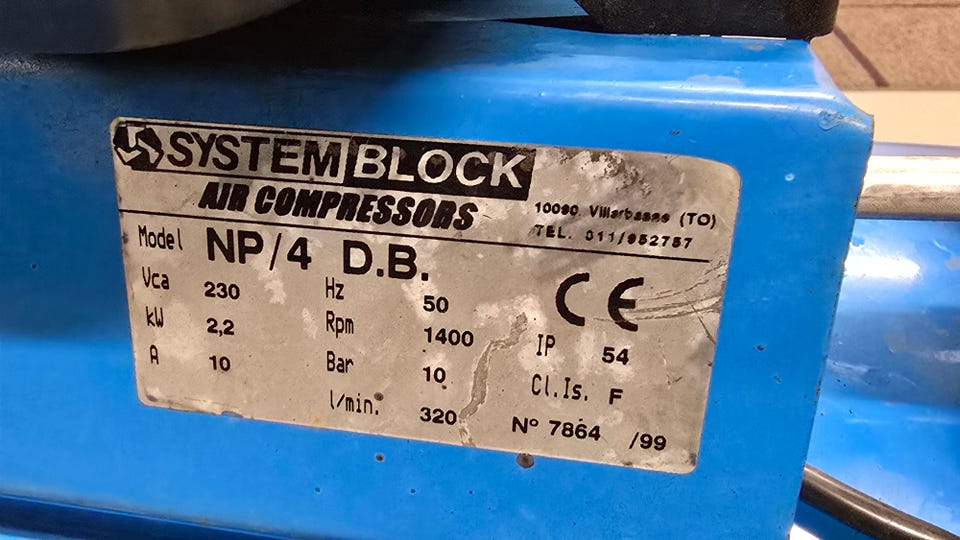 SYSTEM BLOCK
AIR COMPRESSORS
10090 Villarbasse (TO)
TEL. 011/952757
Model NP/4 D.B.
Vca 230 Hz 50 CE
kW 2,2 Rpm 1400 IP 54
A 10 Bar 10 Cl.Is. F
l/min. 320 Nº 7864 /99